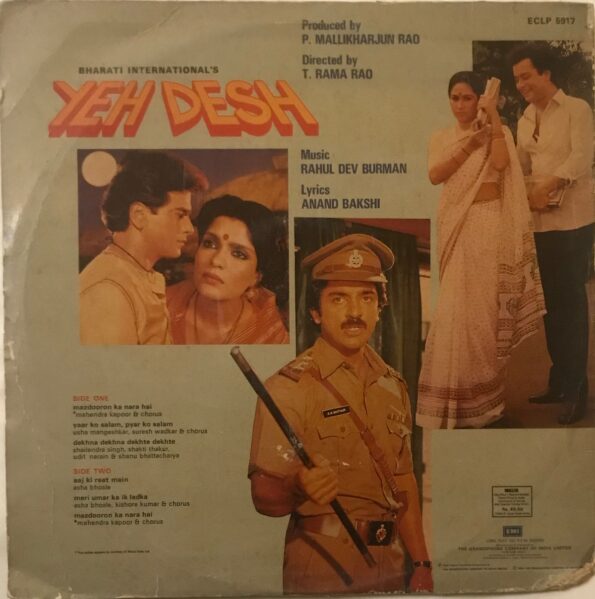 ECLP 5917
Produced by
P. MALLIKHARJUN RAO
Directed by
T. RAMA RAO
BHARATI INTERNATIONAL'S
YEH DESH
Music
RAHUL DEV BURMAN
Lyrics
ANAND BAKSHI
SIDE ONE
mazdooron ka nara hai
*mahendra kapoor & chorus
yaar ko salam, pyar ko salam
usha mangeshkar, suresh wadkar & chorus
dekhna dekhna dekhte dekhte
shailendra singh, shakti thakur,
udit narain & shanu bhattacharya
SIDE TWO
aaj ki raat main
asha bhosle
meri umar ka ik ladka
asha bhosle, kishore kumar & chorus
mazdooron ka nara hai
*mahendra kapoor & chorus
EMI
THE GRAMOPHONE COMPANY OF INDIA LIMITED